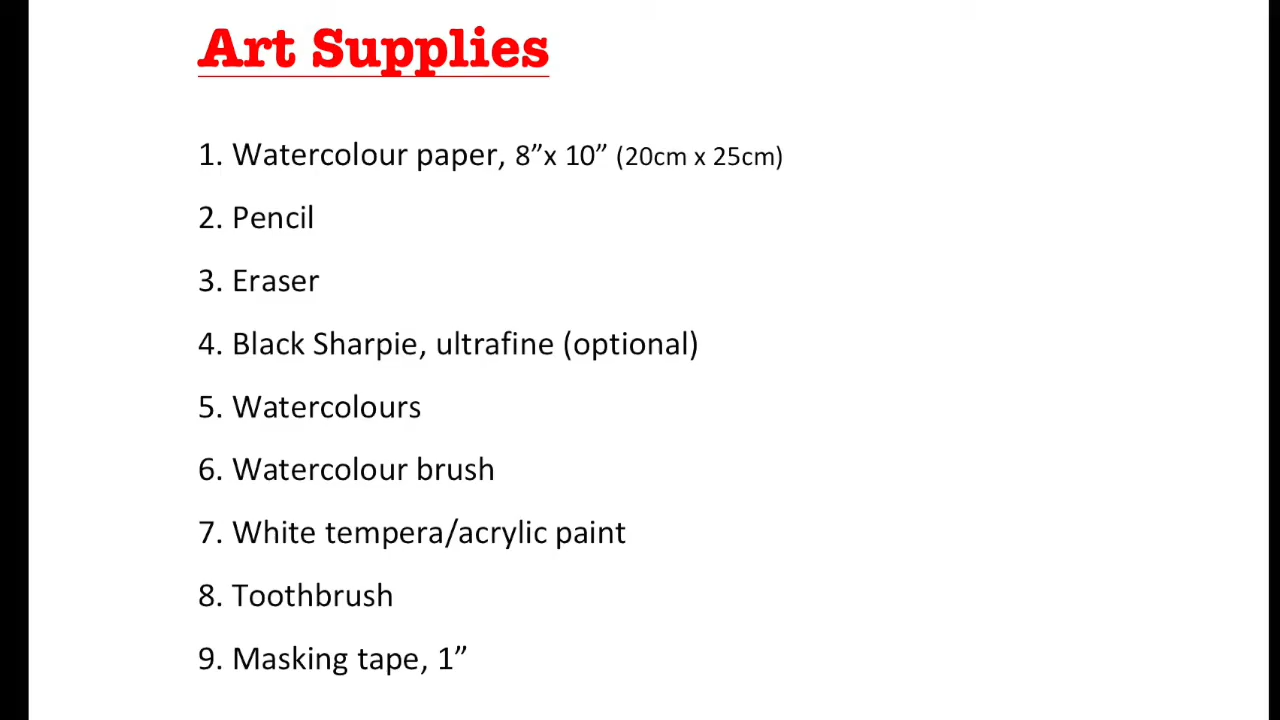 Art Supplies
1. Watercolour paper, 8”x 10” (20cm x 25cm)
2. Pencil
3. Eraser
4. Black Sharpie, ultrafine (optional)
5. Watercolours
6. Watercolour brush
7. White tempera/acrylic paint
8. Toothbrush
9. Masking tape, 1”